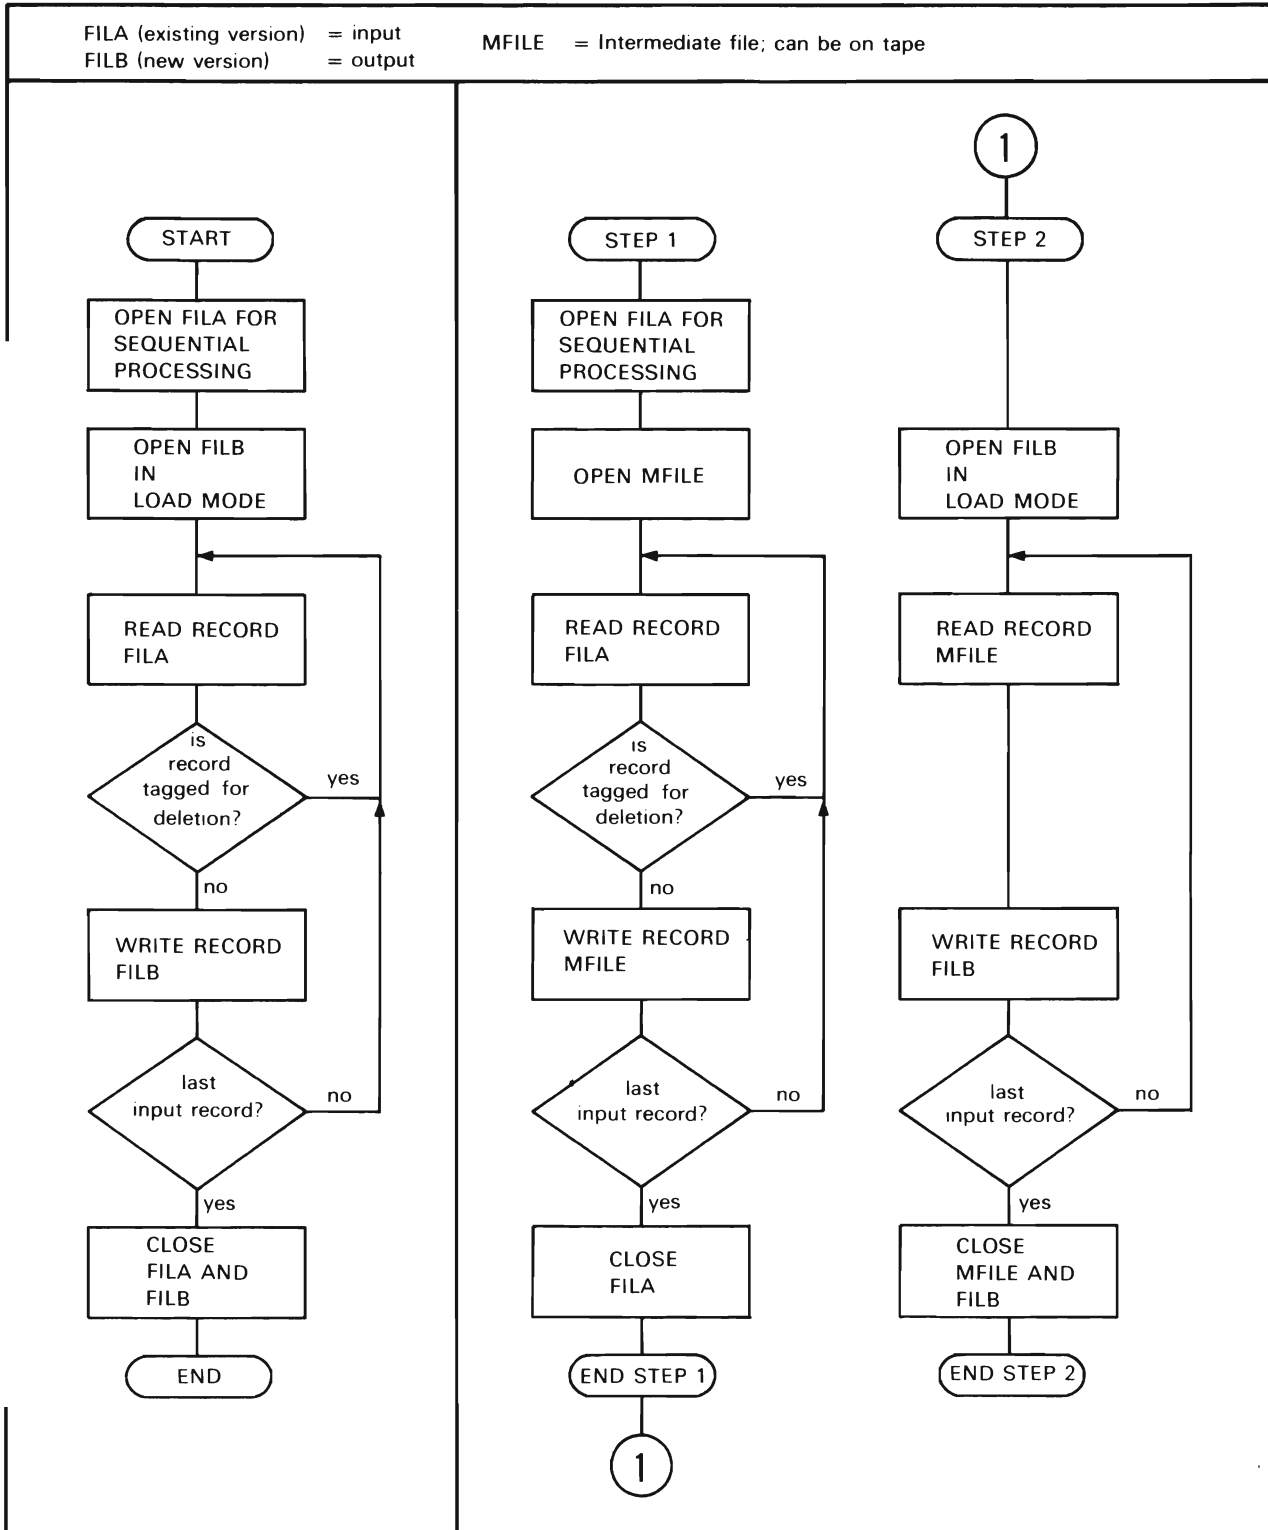 FILA (existing version) = input
FILB (new version) = output
MFILE = Intermediate file; can be on tape
START
OPEN FILA FOR
SEQUENTIAL
PROCESSING
OPEN FILB
IN
LOAD MODE
READ RECORD
FILA
is
record
tagged for
deletion?
yes
no
WRITE RECORD
FILB
last
input record?
no
yes
CLOSE
FILA AND
FILB
END
STEP 1
OPEN FILA FOR
SEQUENTIAL
PROCESSING
OPEN MFILE
READ RECORD
FILA
is
record
tagged for
deletion?
yes
no
WRITE RECORD
MFILE
last
input record?
no
yes
CLOSE
FILA
END STEP 1
1
1
STEP 2
OPEN FILB
IN
LOAD MODE
READ RECORD
MFILE
WRITE RECORD
FILB
last
input record?
no
yes
CLOSE
MFILE AND
FILB
END STEP 2